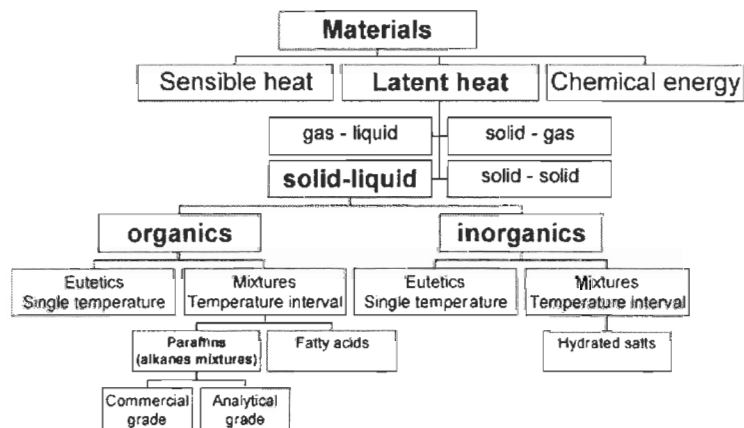 Materials
Sensible heat
Latent heat
Chemical energy
gas - liquid
solid - gas
solid-liquid
solid - solid
organics
inorganics
Eutetics
Single temperature
Mixtures
Temperature interval
Eutetics
Single temperature
Mixtures
Temperature interval
Paraffins
(alkanes mixtures)
Fatty acids
Hydrated salts
Commercial
grade
Analytical
grade